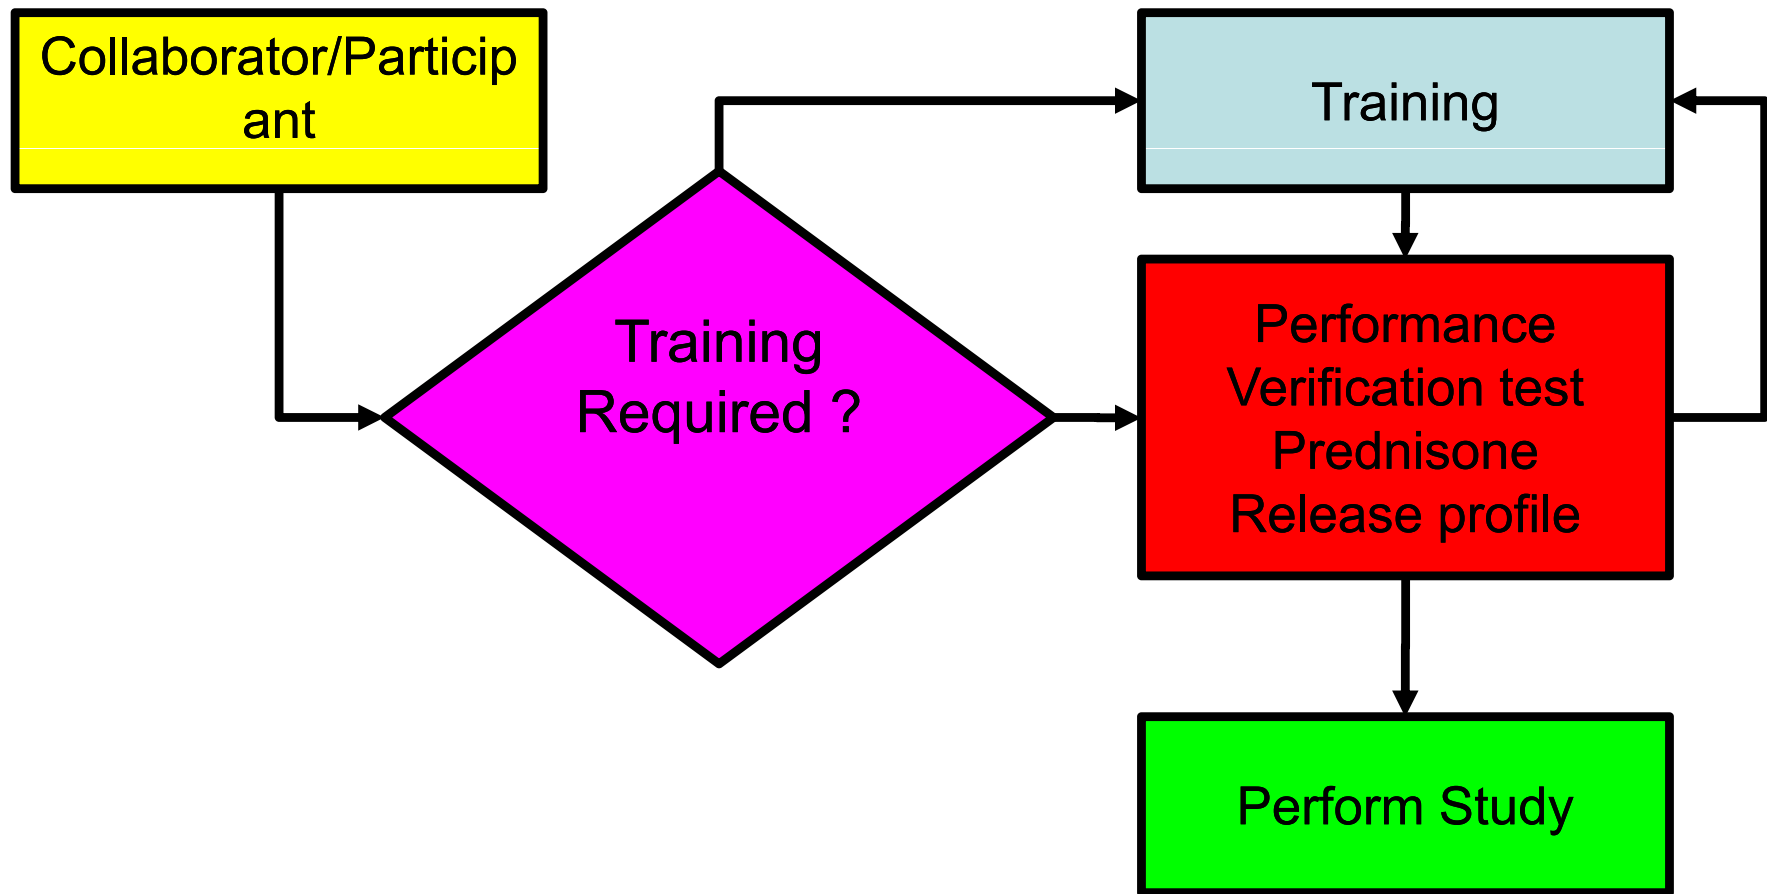 Collaborator/Particip
ant
Training
Training
Required ?
Performance
Verification test
Prednisone
Release profile
Perform Study